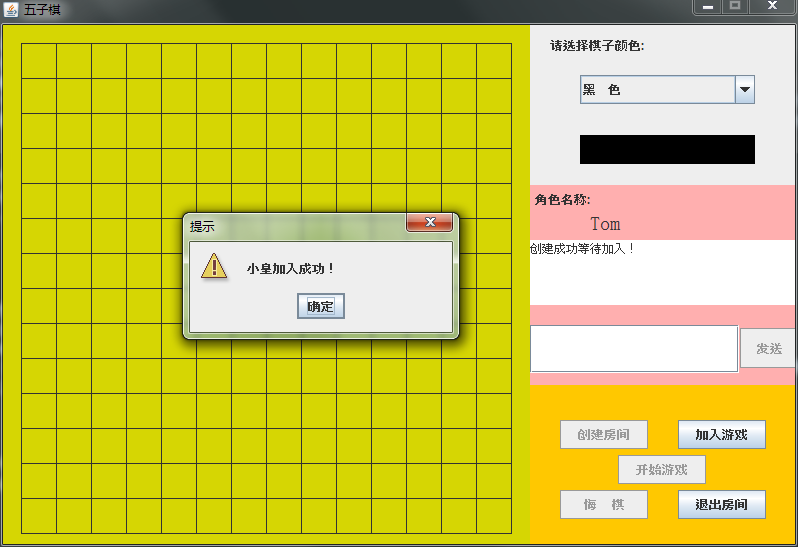 五子棋
请选择棋子颜色:
黑 色
角色名称:
Tom
创建成功等待加入！
提示
小皇加入成功！
确定
发送
创建房间
加入游戏
开始游戏
悔 棋
退出房间